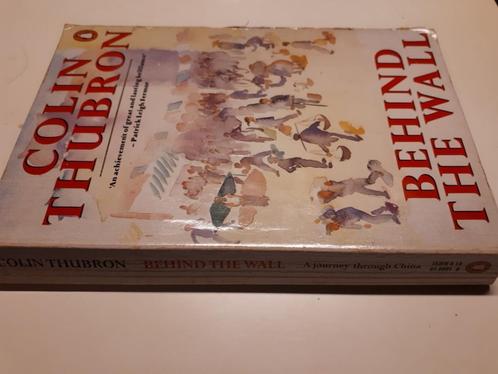 COLIN
THUBRON
'An achievement of great and lasting brilliance'
– Patrick Leigh Fermor
BEHIND
THE WALL
COLIN THUBRON BEHIND THE WALL A journey through China